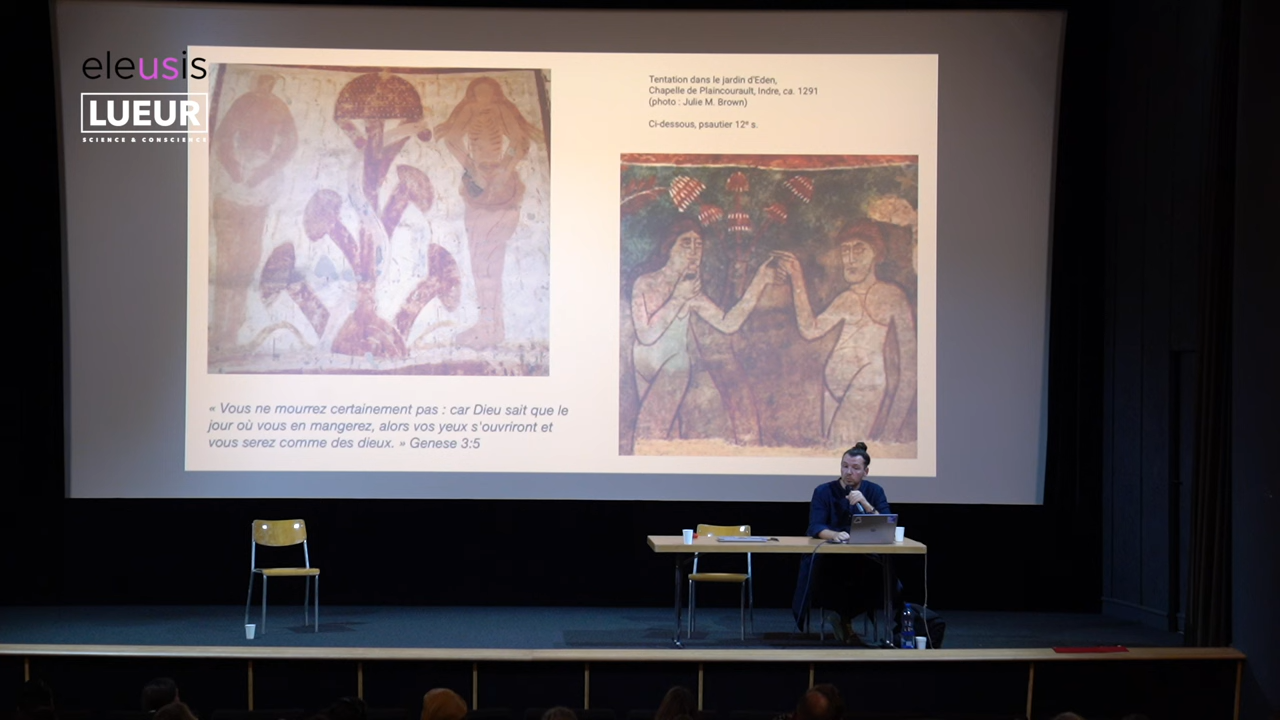 eleusis
LUEUR
SCIENCE & CONSCIENCE
Tentation dans le jardin d'Eden,
Chapelle de Plaincourault, Indre, ca. 1291
(photo : Julie M. Brown)
Ci-dessous, psautier 12e s.
« Vous ne mourrez certainement pas : car Dieu sait que le
jour où vous en mangerez, alors vos yeux s'ouvriront et
vous serez comme des dieux. » Genese 3:5